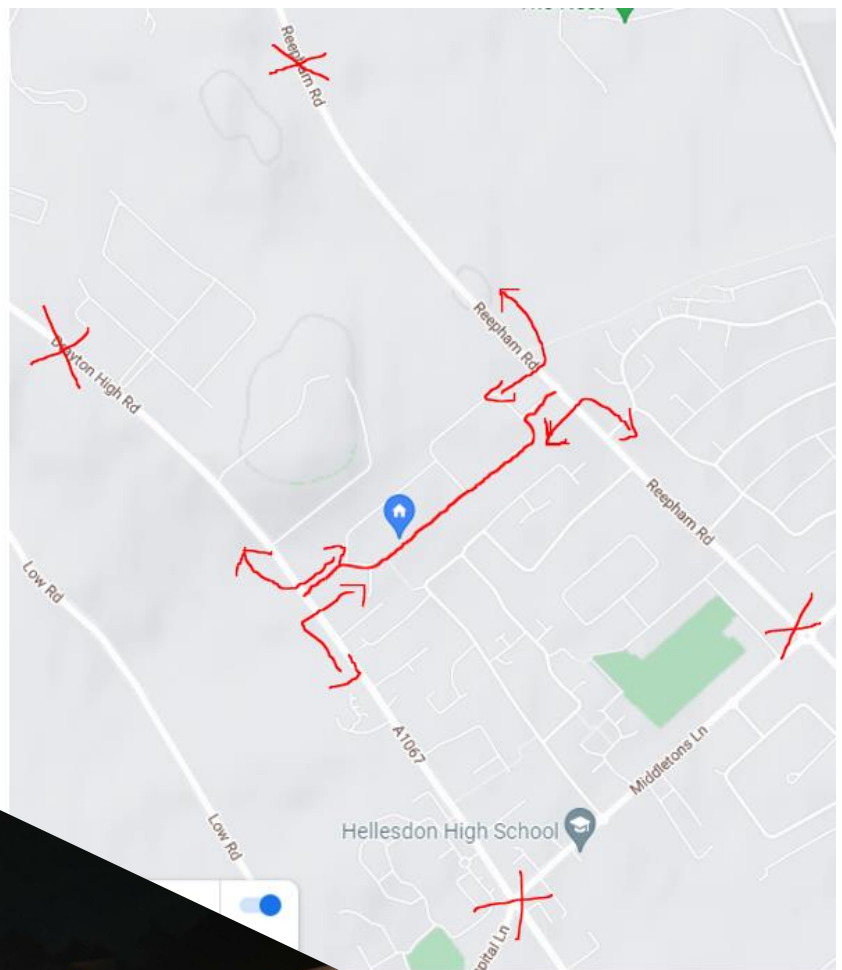 Reepham Rd
Drayton High Rd
Reepham Rd
Reepham Rd
Low Rd
A1067
Middletons Ln
Hellesdon High School
Low Rd